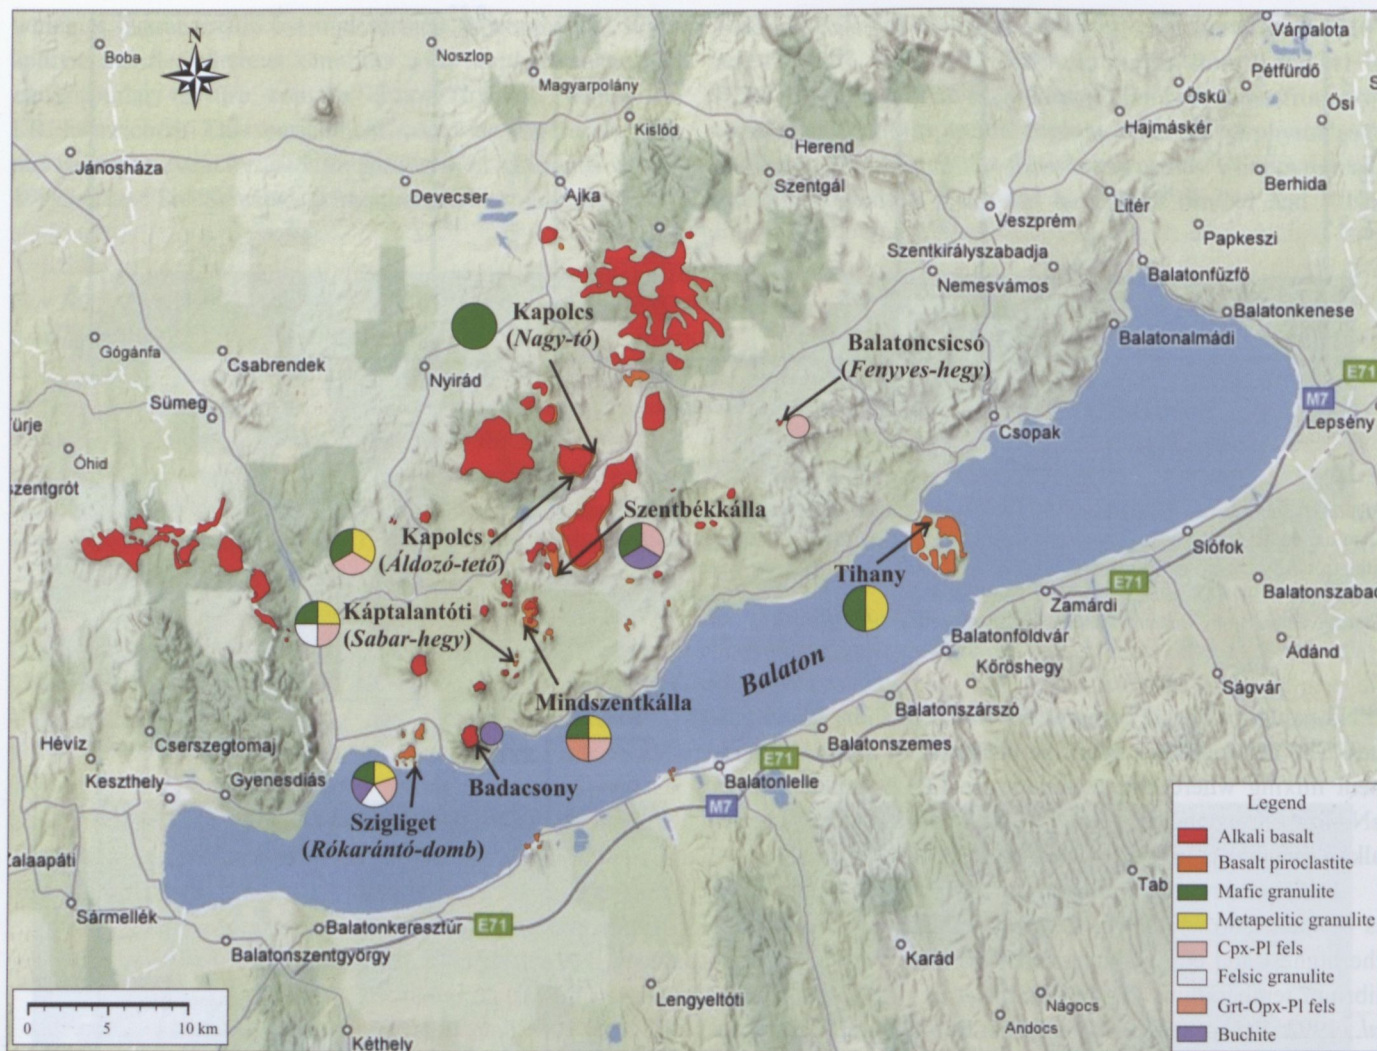 Várpalota
Boba
N
Noszlop
Magyarpolány
Pétfürdő
Öskü
Ősi
Kislőd
Hajmáskér
Jánosháza
Herend
Devecser
Ajka
Szentgál
Berhida
Litér
Veszprém
Papkeszi
Szentkirályszabadja
Nemesvámos
Balatonfűzfő
Kapolcs
(Nagy-tó)
Balatonkenese
Balatonalmádi
Gógánfa
Csabrendek
Nyirád
Balatoncsicsó
(Fenyves-hegy)
E71
M7
Sümeg
Lepsény
Csopak
Óhid
Szentbékkálla
Kapolcs
(Áldozó-tető)
Tihany
Siófok
E71
Balatonszabad
Zamárdi
Káptalantóti
(Sabar-hegy)
Balaton
Balatonföldvár
Ádánd
Kőröshegy
Ságvár
Mindszentkálla
Balatonszárszó
Hévíz
Cserszegtomaj
Balatonszemes
Keszthely
Gyenesdiás
Badacsony
E71
Balatonlelle
M7
Szigliget
(Rókarántó-domb)
Legend
Alkali basalt
Basalt piroclastite
Mafic granulite
Metapelitic granulite
Cpx-Pl fels
Felsic granulite
Grt-Opx-Pl fels
Buchite
Zalaapáti
Tab
Sármellék
Balatonkeresztúr
E71
Balatonszentgyörgy
Karád
Lengyeltóti
Nágocs
Andocs
0 5 10 km
Kéthely